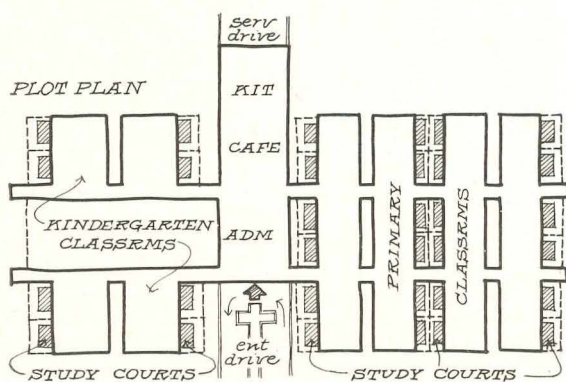 serv
drive
PLOT PLAN
KIT
CAFE
KINDERGARTEN
CLASSRMS
ADM
PRIMARY
CLASSRMS
ent
drive
STUDY COURTS
STUDY COURTS